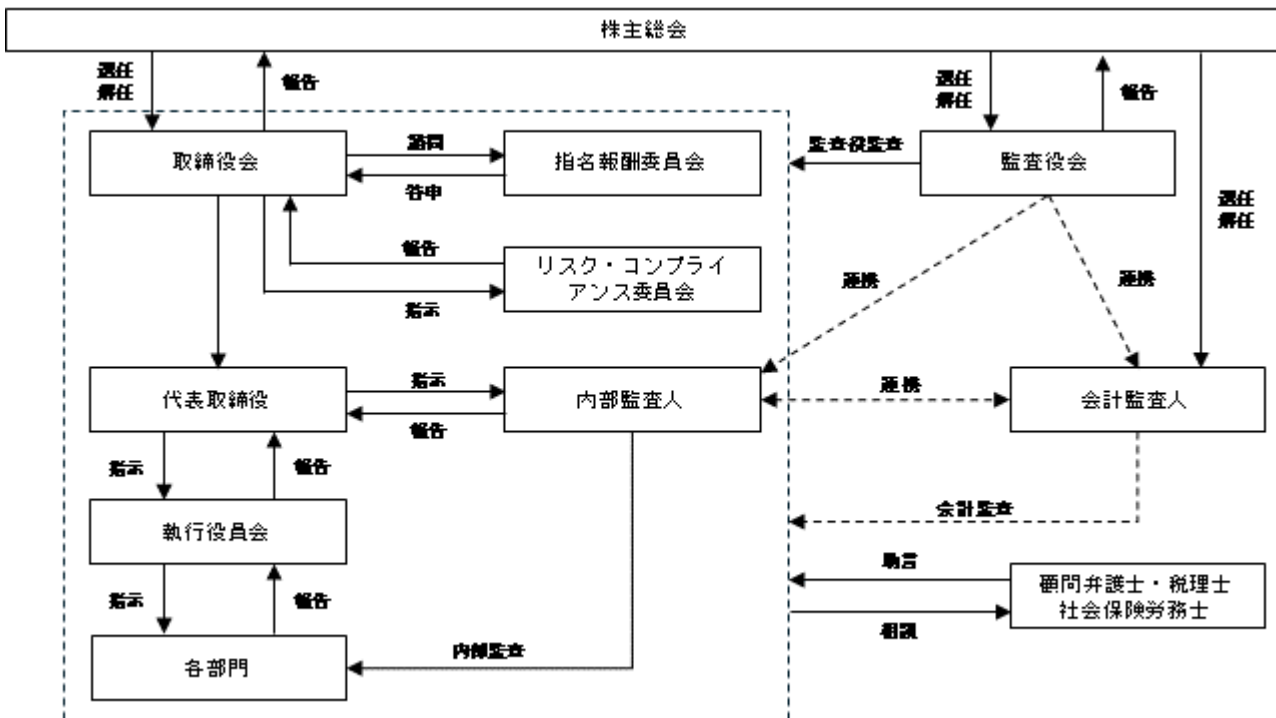 株主総会
選任
解任
報告
選任
解任
報告
取締役会
諮問
答申
指名報酬委員会
監査役監査
監査役会
選任
解任
報告
指示
リスク・コンプライ
アンス委員会
連携
連携
代表取締役
指示
報告
内部監査人
連携
会計監査人
指示
報告
執行役員会
会計監査
指示
報告
助言
相談
顧問弁護士・税理士
社会保険労務士
各部門
内部監査